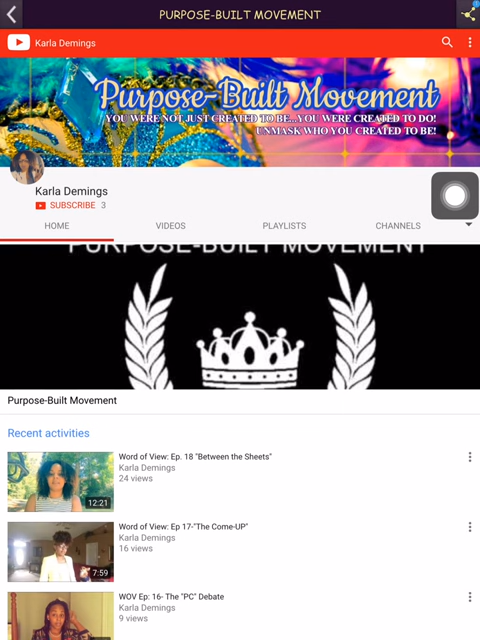 PURPOSE-BUILT MOVEMENT
Karla Demings
Purpose-Built Movement
YOU WERE NOT JUST CREATED TO BE...YOU WERE CREATED TO DO!
UNMASK WHO YOU CREATED TO BE!
Karla Demings
SUBSCRIBE 3
HOME VIDEOS PLAYLISTS CHANNELS
PURPOSE-BUILT MOVEMENT
Purpose-Built Movement
Recent activities
Word of View: Ep. 18 "Between the Sheets"
Karla Demings
24 views
12:21
Word of View: Ep 17-"The Come-UP"
Karla Demings
16 views
7:59
WOV Ep: 16- The "PC" Debate
Karla Demings
9 views